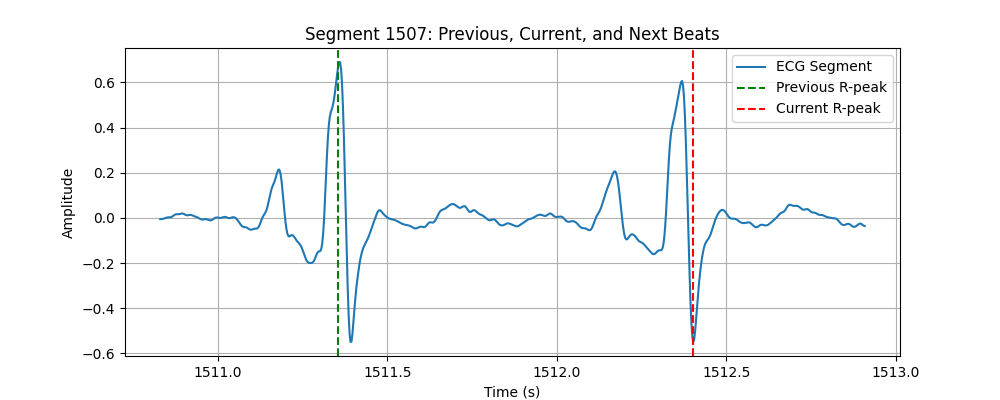 Segment 1507: Previous, Current, and Next Beats
ECG Segment
Previous R-peak
Current R-peak
Amplitude
0.6
0.4
0.2
0.0
−0.2
−0.4
−0.6
1511.0 1511.5 1512.0 1512.5 1513.0
Time (s)